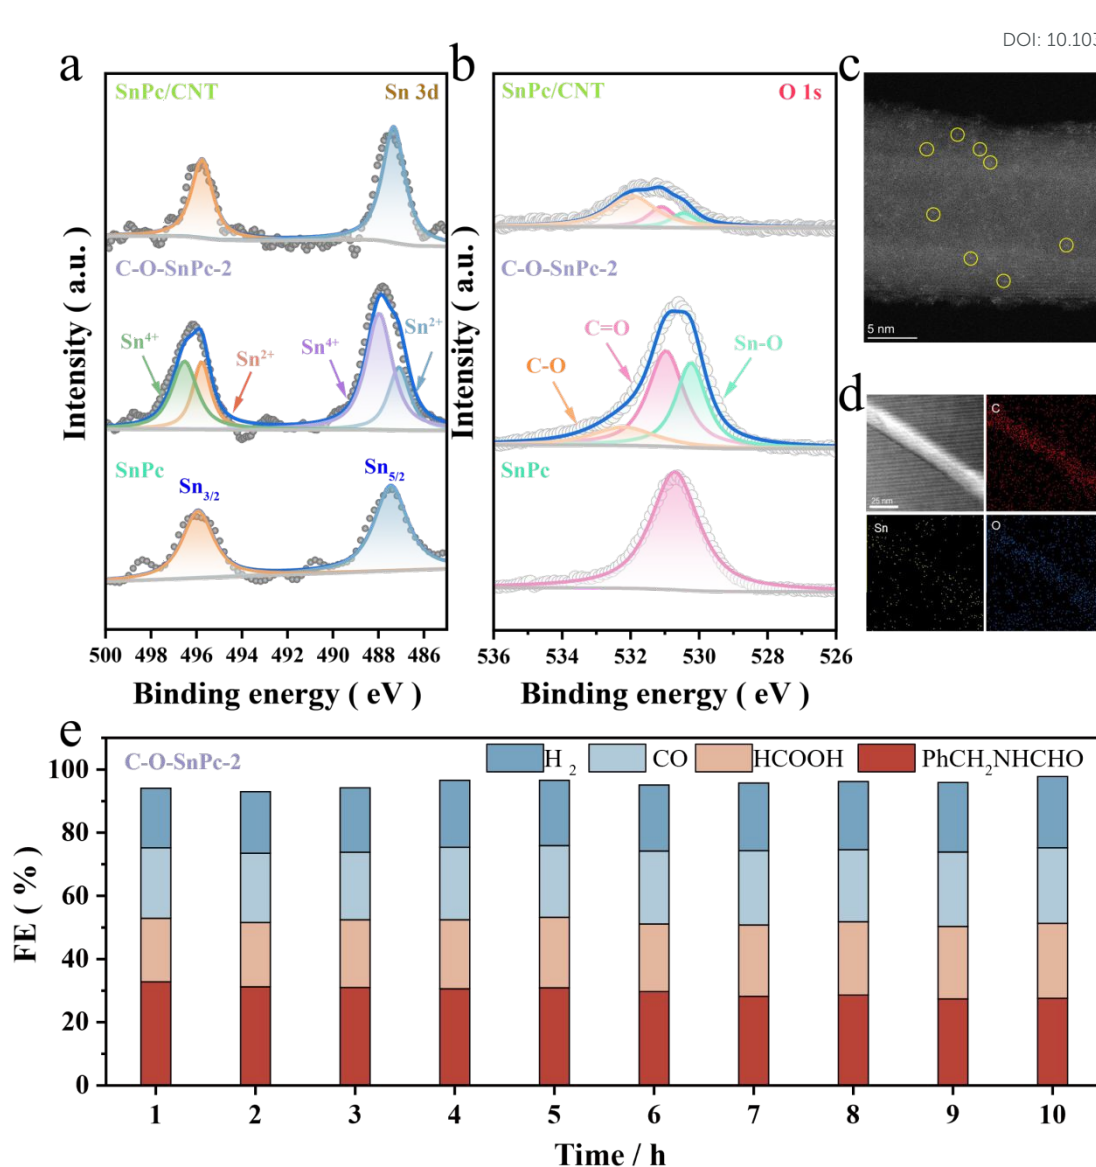 DOI: 10.103
a
SnPc/CNT
Sn 3d
C-O-SnPc-2
Sn4+
Sn2+
Sn4+
Sn2+
SnPc
Sn3/2
Sn5/2
Intensity ( a.u. )
500 498 496 494 492 490 488 486
Binding energy ( eV )
b
SnPc/CNT
O 1s
C-O-SnPc-2
C=O
C-O
Sn-O
SnPc
Intensity ( a.u. )
536 534 532 530 528 526
Binding energy ( eV )
c
5 nm
d
25 nm
C
Sn
O
e
C-O-SnPc-2
H2 CO HCOOH PhCH2NHCHO
FE ( % )
100
80
60
40
20
0
1 2 3 4 5 6 7 8 9 10
Time / h